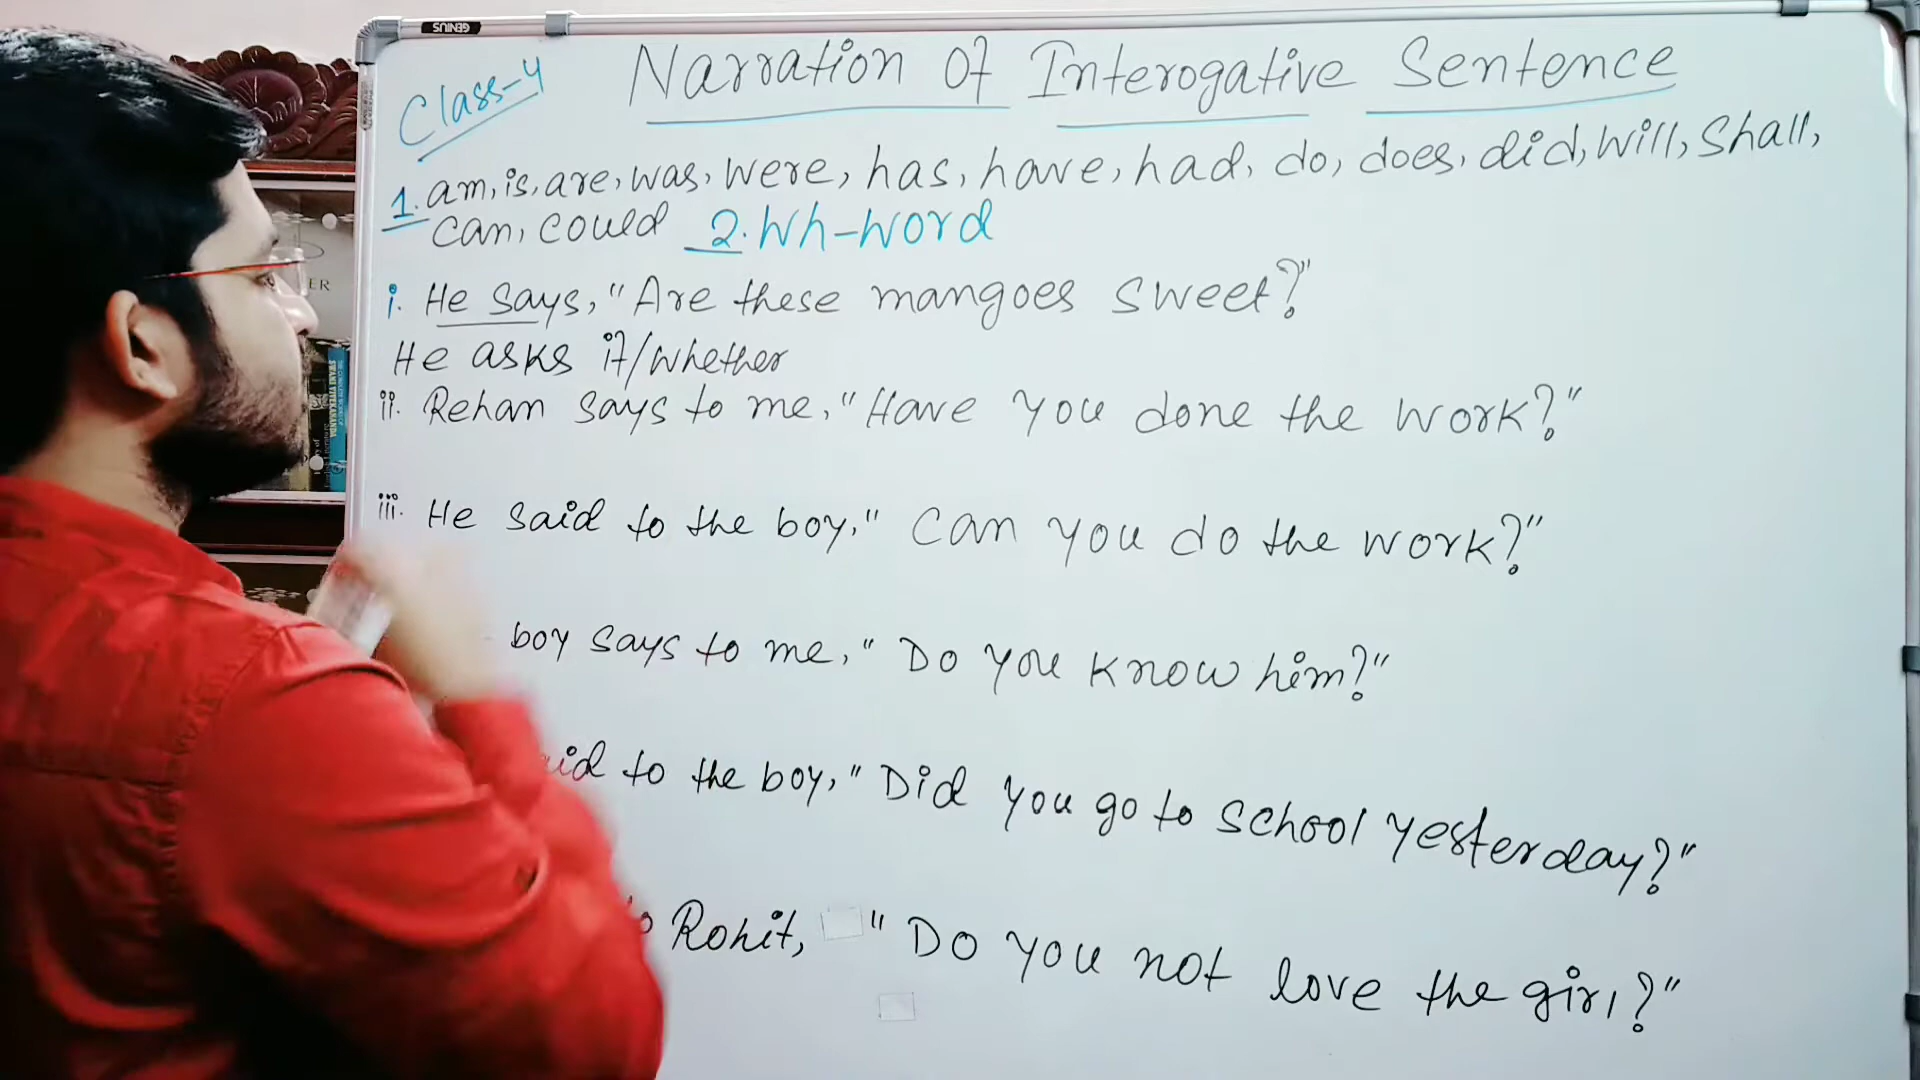 GENIUS
Class-4
Narration Of Interogative Sentence
1. am, is, are, was, were, has, have, had, do, does, did, will, shall,
can, could 2. Wh-Word
i. He says, "Are these mangoes sweet?"
He asks if/whether
ii. Rehan says to me, "Have you done the work?"
iii. He said to the boy, "Can you do the work?"
boy says to me, "Do you know him?"
to the boy, "Did you go to school yesterday?"
Rohit, "Do you not love the girl?"
ER